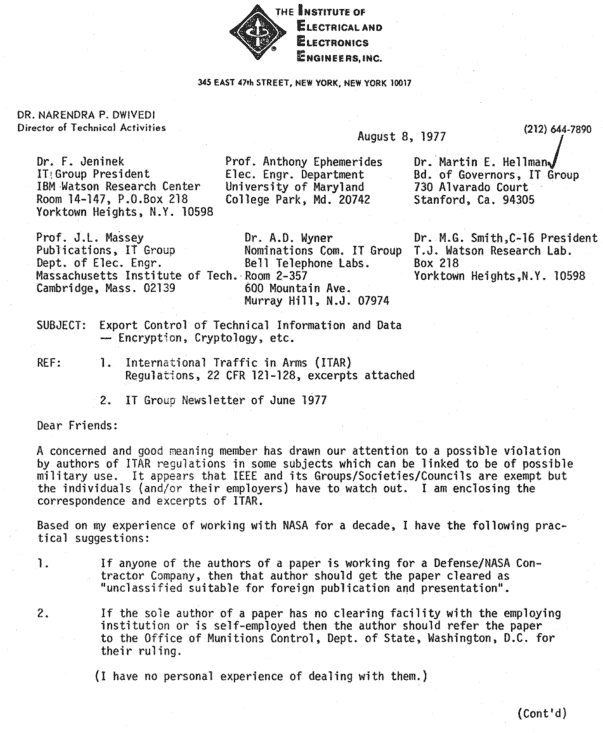 THE INSTITUTE OF
ELECTRICAL AND
ELECTRONICS
ENGINEERS, INC.
345 EAST 47th STREET, NEW YORK, NEW YORK 10017
DR. NARENDRA P. DWIVEDI
Director of Technical Activities
(212) 644-7890
August 8, 1977
Dr. F. Jeninek
IT Group President
IBM Watson Research Center
Room 14-147, P.O.Box 218
Yorktown Heights, N.Y. 10598
Prof. Anthony Ephemerides
Elec. Engr. Department
University of Maryland
College Park, Md. 20742
Dr. Martin E. Hellman
Bd. of Governors, IT Group
730 Alvarado Court
Stanford, Ca. 94305
Prof. J.L. Massey
Publications, IT Group
Dept. of Elec. Engr.
Massachusetts Institute of Tech.
Cambridge, Mass. 02139
Dr. A.D. Wyner
Nominations Com. IT Group
Bell Telephone Labs.
Room 2-357
600 Mountain Ave.
Murray Hill, N.J. 07974
Dr. M.G. Smith,C-16 President
T.J. Watson Research Lab.
Box 218
Yorktown Heights,N.Y. 10598
SUBJECT: Export Control of Technical Information and Data
-- Encryption, Cryptology, etc.
REF: 1. International Traffic in Arms (ITAR)
Regulations, 22 CFR 121-128, excerpts attached
2. IT Group Newsletter of June 1977
Dear Friends:
A concerned and good meaning member has drawn our attention to a possible violation
by authors of ITAR regulations in some subjects which can be linked to be of possible
military use. It appears that IEEE and its Groups/Societies/Councils are exempt but
the individuals (and/or their employers) have to watch out. I am enclosing the
correspondence and excerpts of ITAR.
Based on my experience of working with NASA for a decade, I have the following prac-
tical suggestions:
1. If anyone of the authors of a paper is working for a Defense/NASA Con-
tractor Company, then that author should get the paper cleared as
"unclassified suitable for foreign publication and presentation".
2. If the sole author of a paper has no clearing facility with the employing
institution or is self-employed then the author should refer the paper
to the Office of Munitions Control, Dept. of State, Washington, D.C. for
their ruling.
(I have no personal experience of dealing with them.)
(Cont'd)